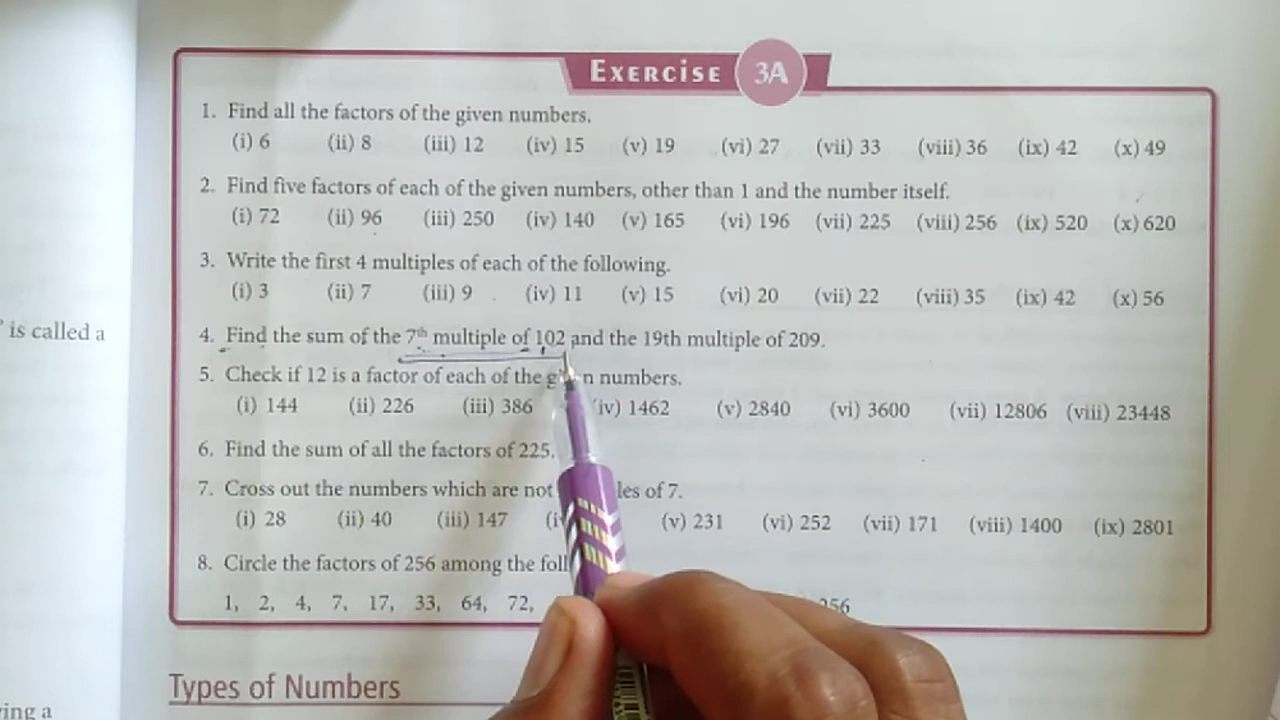 EXERCISE 3A
1. Find all the factors of the given numbers.
(i) 6 (ii) 8 (iii) 12 (iv) 15 (v) 19 (vi) 27 (vii) 33 (viii) 36 (ix) 42 (x) 49
2. Find five factors of each of the given numbers, other than 1 and the number itself.
(i) 72 (ii) 96 (iii) 250 (iv) 140 (v) 165 (vi) 196 (vii) 225 (viii) 256 (ix) 520 (x) 620
3. Write the first 4 multiples of each of the following.
(i) 3 (ii) 7 (iii) 9 (iv) 11 (v) 15 (vi) 20 (vii) 22 (viii) 35 (ix) 42 (x) 56
is called a
4. Find the sum of the 7th multiple of 102 and the 19th multiple of 209.
5. Check if 12 is a factor of each of the numbers.
(i) 144 (ii) 226 (iii) 386 (iv) 1462 (v) 2840 (vi) 3600 (vii) 12806 (viii) 23448
6. Find the sum of all the factors of 225.
7. Cross out the numbers which are not of 7.
(i) 28 (ii) 40 (iii) 147 (v) 231 (vi) 252 (vii) 171 (viii) 1400 (ix) 2801
8. Circle the factors of 256 among the
1, 2, 4, 7, 17, 33, 64, 72, 256
Types of Numbers
a